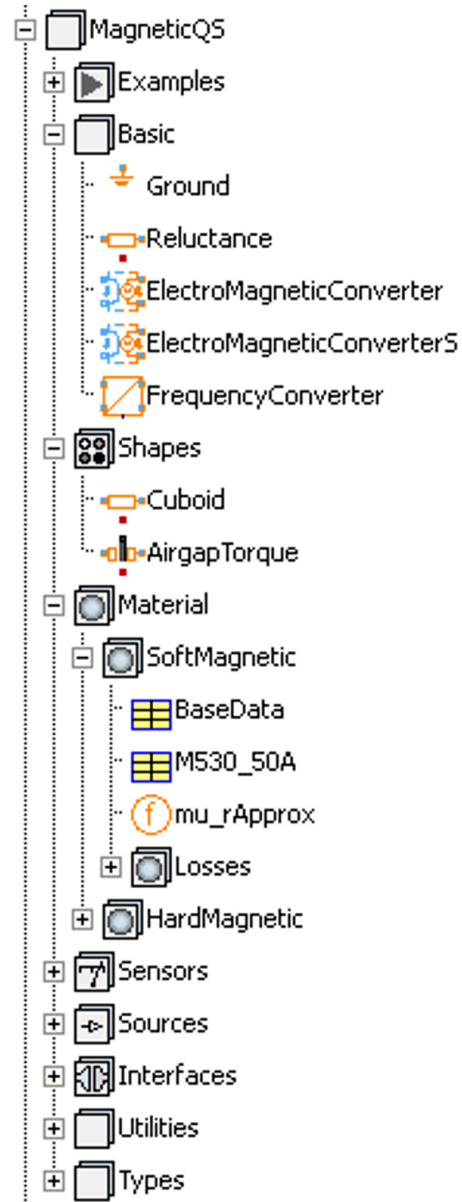 MagneticQS
Examples
Basic
Ground
Reluctance
ElectroMagneticConverter
ElectroMagneticConverterS
FrequencyConverter
Shapes
Cuboid
AirgapTorque
Material
SoftMagnetic
BaseData
M530_50A
f mu_rApprox
Losses
HardMagnetic
Sensors
Sources
Interfaces
Utilities
Types